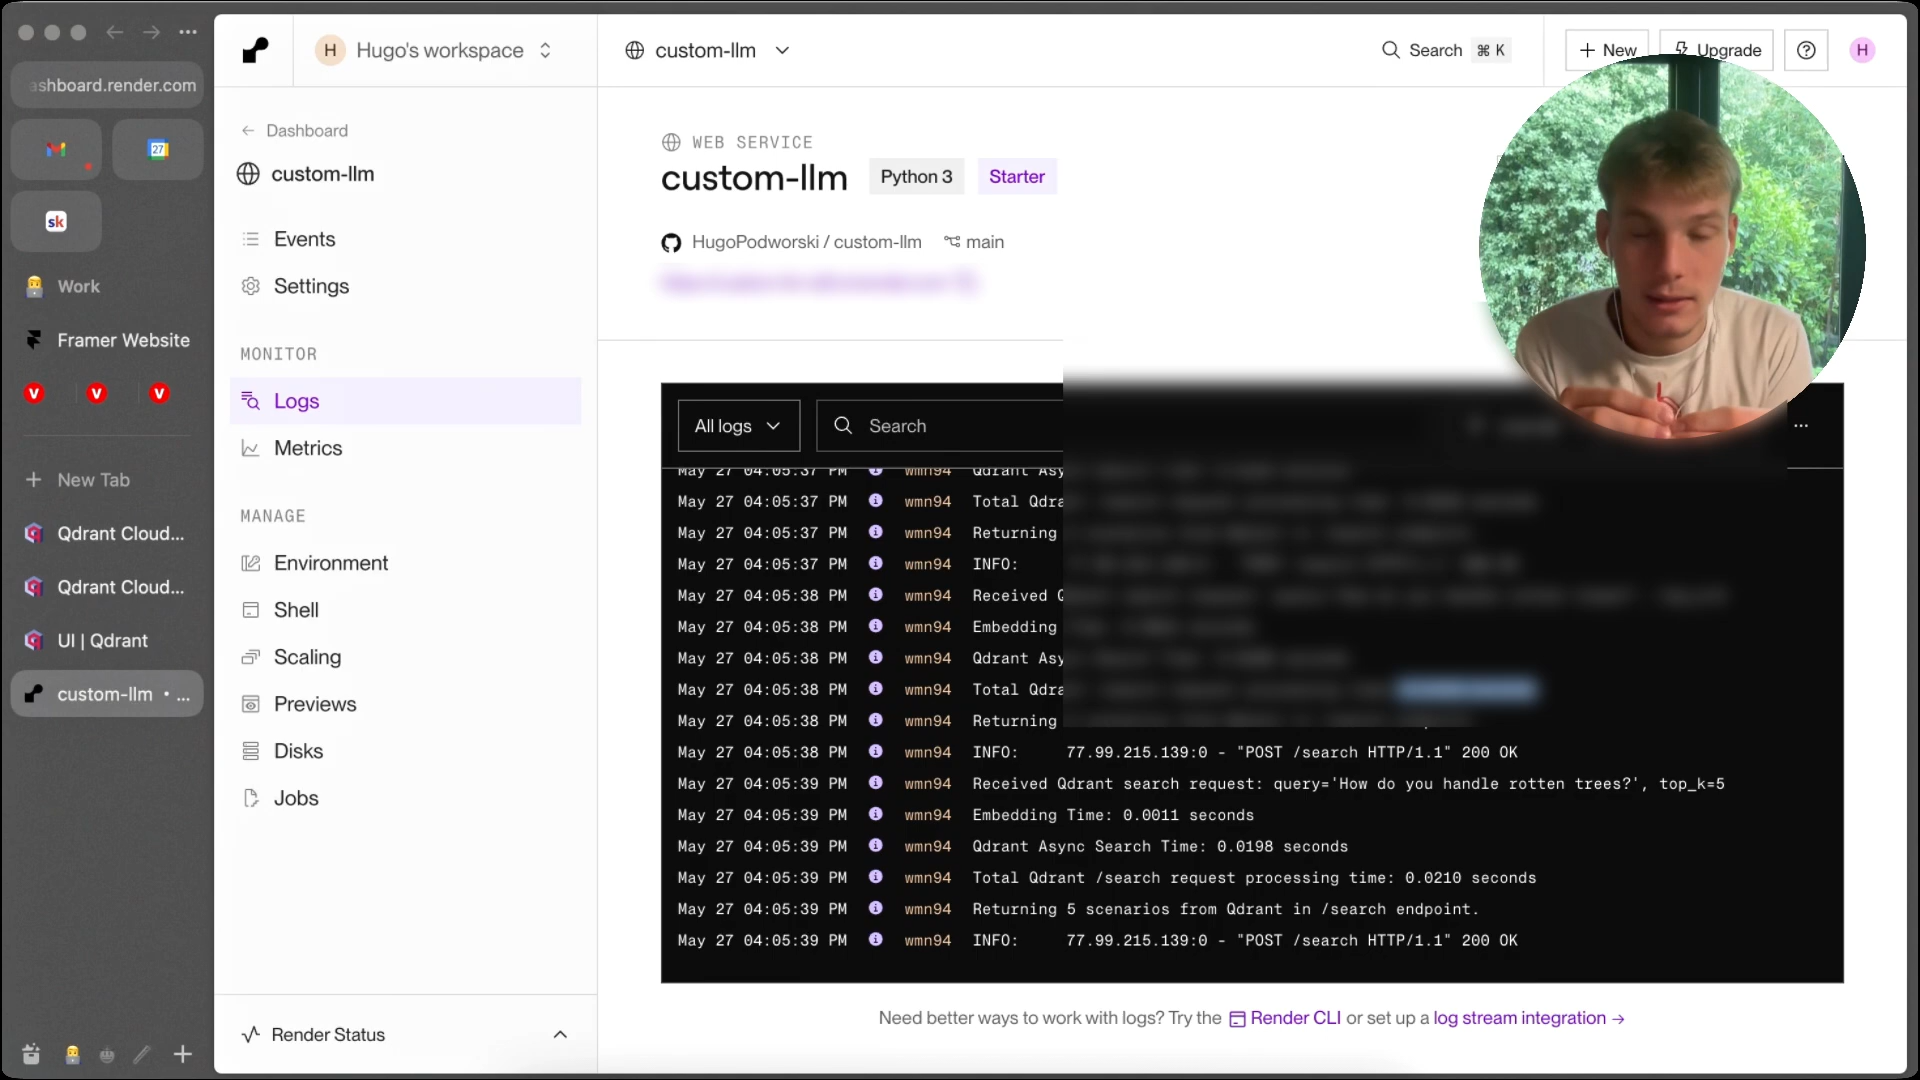 ashboard.render.com
27
sk
Work
Framer Website
New Tab
Qdrant Cloud...
Qdrant Cloud...
UI | Qdrant
custom-llm • ...
H Hugo's workspace
custom-llm
Search ⌘ K
+ New
Upgrade
H
← Dashboard
custom-llm
Events
Settings
MONITOR
Logs
Metrics
MANAGE
Environment
Shell
Scaling
Previews
Disks
Jobs
Render Status
WEB SERVICE
custom-llm Python 3 Starter
HugoPodworski / custom-llm main
All logs Search ...
May 27 04:05:37 PM wmn94 Qdrant
May 27 04:05:37 PM wmn94 Total
May 27 04:05:37 PM wmn94 Returning
May 27 04:05:37 PM wmn94 INFO:
May 27 04:05:38 PM wmn94 Received
May 27 04:05:38 PM wmn94 Embedding
May 27 04:05:38 PM wmn94 Qdrant
May 27 04:05:38 PM wmn94 Total
May 27 04:05:38 PM wmn94 Returning
May 27 04:05:38 PM wmn94 INFO: 77.99.215.139:0 - "POST /search HTTP/1.1" 200 OK
May 27 04:05:39 PM wmn94 Received Qdrant search request: query='How do you handle rotten trees?', top_k=5
May 27 04:05:39 PM wmn94 Embedding Time: 0.0011 seconds
May 27 04:05:39 PM wmn94 Qdrant Async Search Time: 0.0198 seconds
May 27 04:05:39 PM wmn94 Total Qdrant /search request processing time: 0.0210 seconds
May 27 04:05:39 PM wmn94 Returning 5 scenarios from Qdrant in /search endpoint.
May 27 04:05:39 PM wmn94 INFO: 77.99.215.139:0 - "POST /search HTTP/1.1" 200 OK
Need better ways to work with logs? Try the Render CLI or set up a log stream integration →